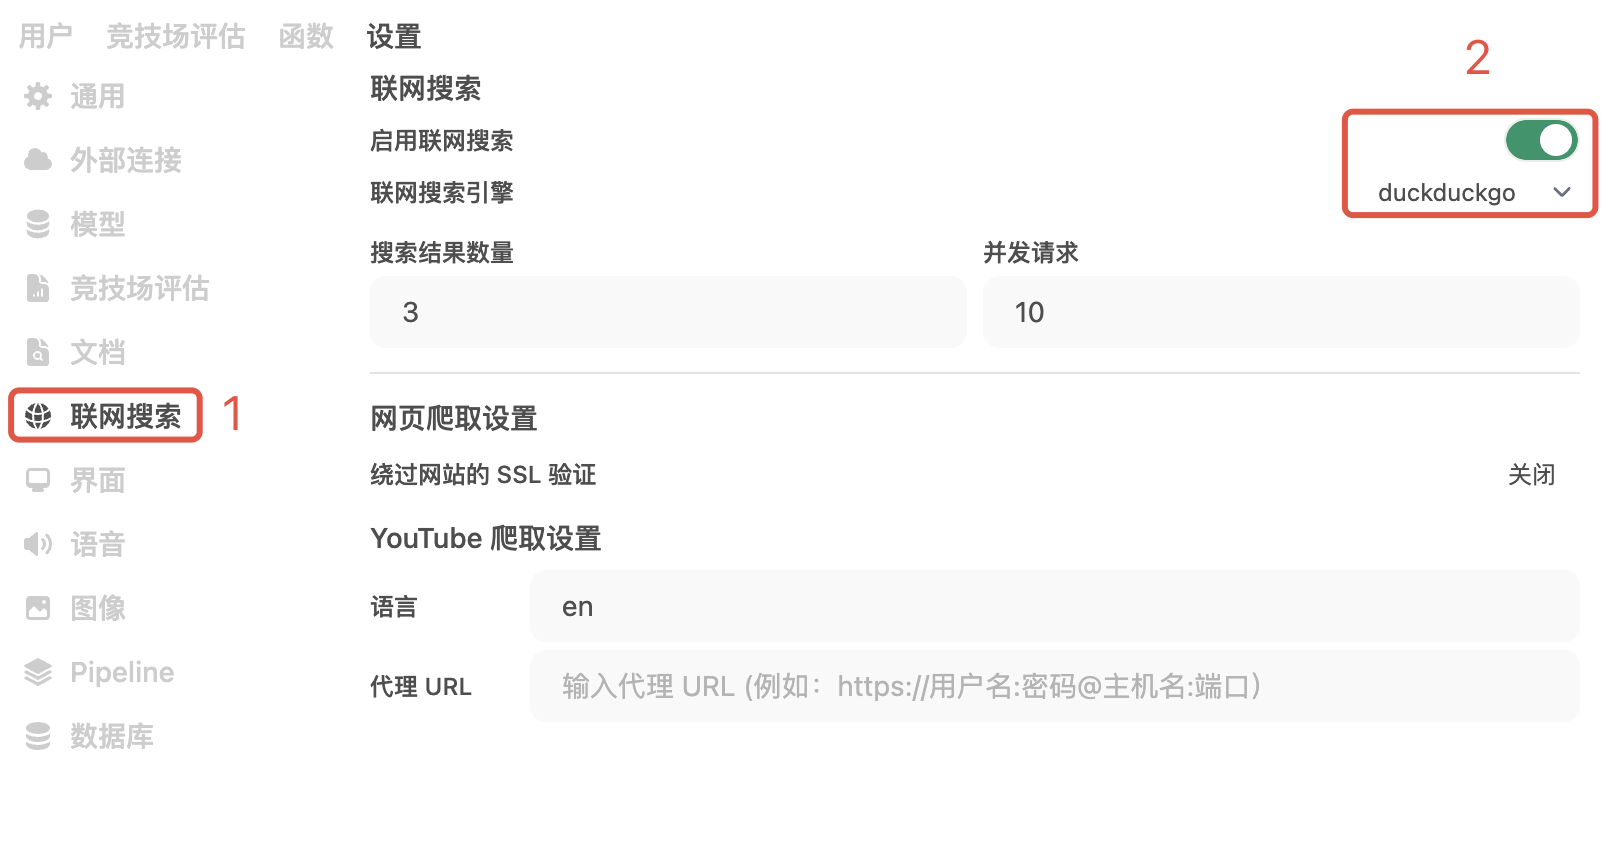 用户 竞技场评估 函数 设置
通用
外部连接
模型
竞技场评估
文档
联网搜索 1
界面
语音
图像
Pipeline
数据库
2
联网搜索
启用联网搜索
联网搜索引擎 duckduckgo
搜索结果数量 并发请求
3 10
网页爬取设置
绕过网站的 SSL 验证 关闭
YouTube 爬取设置
语言 en
代理 URL 输入代理 URL (例如：https://用户名:密码@主机名:端口）